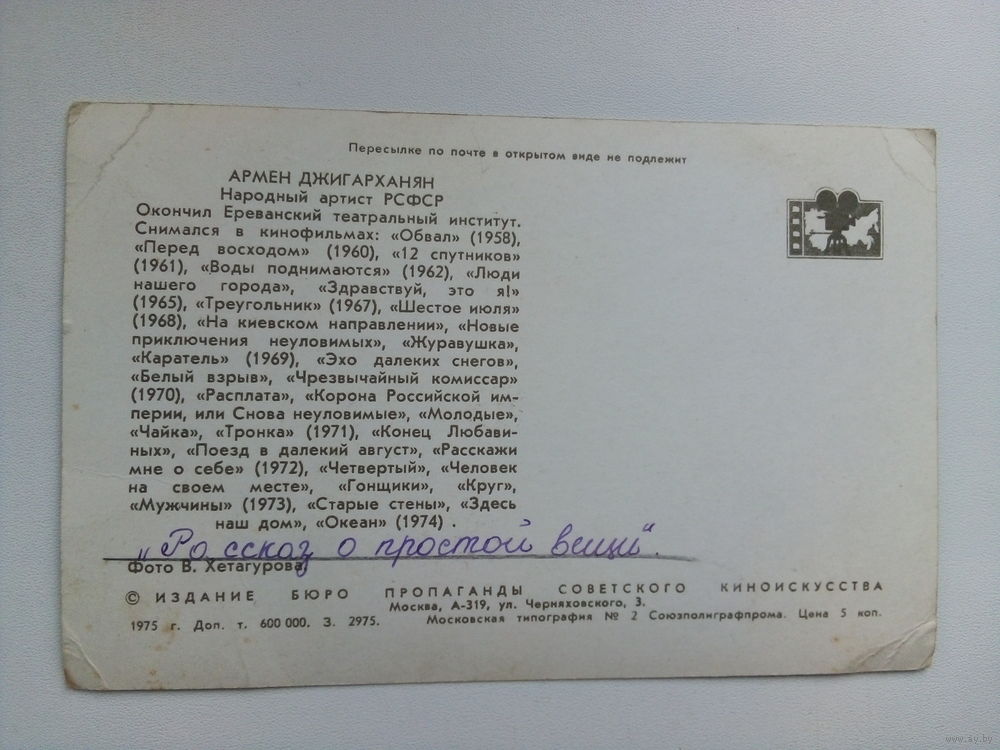 Пересылке по почте в открытом виде не подлежит
АРМЕН ДЖИГАРХАНЯН
Народный артист РСФСР
Окончил Ереванский театральный институт.
Снимался в кинофильмах: «Обвал» (1958),
«Перед восходом» (1960), «12 спутников»
(1961), «Воды поднимаются» (1962), «Люди
нашего города», «Здравствуй, это я!»
(1965), «Треугольник» (1967), «Шестое июля»
(1968), «На киевском направлении», «Новые
приключения неуловимых», «Журавушка»,
«Каратель» (1969), «Эхо далеких снегов»,
«Белый взрыв», «Чрезвычайный комиссар»
(1970), «Расплата», «Корона Российской им-
перии, или Снова неуловимые», «Молодые»,
«Чайка», «Тронка» (1971), «Конец Любави-
ных», «Поезд в далекий август», «Расскажи
мне о себе» (1972), «Четвертый», «Человек
на своем месте», «Гонщики», «Круг»,
«Мужчины» (1973), «Старые стены», «Здесь
наш дом», «Океан» (1974) .
„Рассказ о простой вещи".
Фото В. Хетагурова.
© ИЗДАНИЕ БЮРО ПРОПАГАНДЫ СОВЕТСКОГО КИНОИСКУССТВА
Москва, А-319, ул. Черняховского, 3.
1975 г. Доп. т. 600 000. З. 2975. Московская типография № 2 Союзполиграфпрома. Цена 5 коп.
www.ay.by